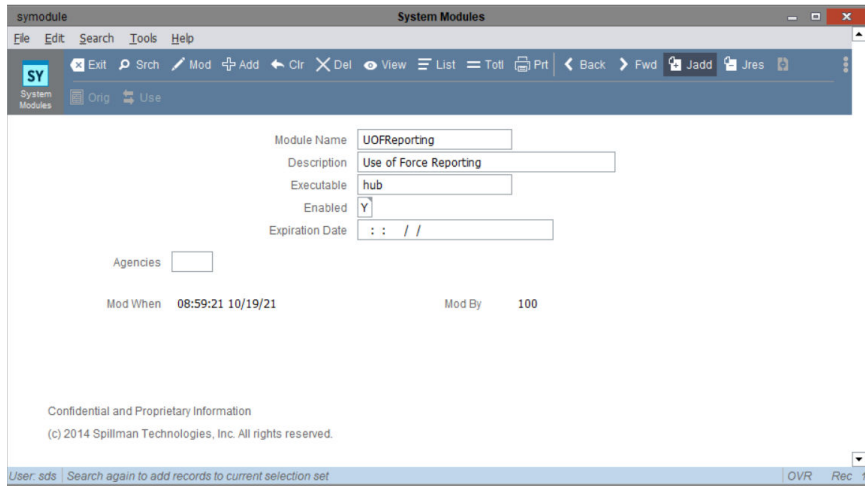 symodule System Modules
File Edit Search Tools Help
SY Exit Srch Mod Add Clr Del View List Totl Prt Back Fwd Jadd Jres
System Modules Orig Use
Module Name UOFReporting
Description Use of Force Reporting
Executable hub
Enabled Y
Expiration Date : : / /
Agencies
Mod When 08:59:21 10/19/21 Mod By 100
Confidential and Proprietary Information
(c) 2014 Spillman Technologies, Inc. All rights reserved.
User: sds Search again to add records to current selection set OVR Rec